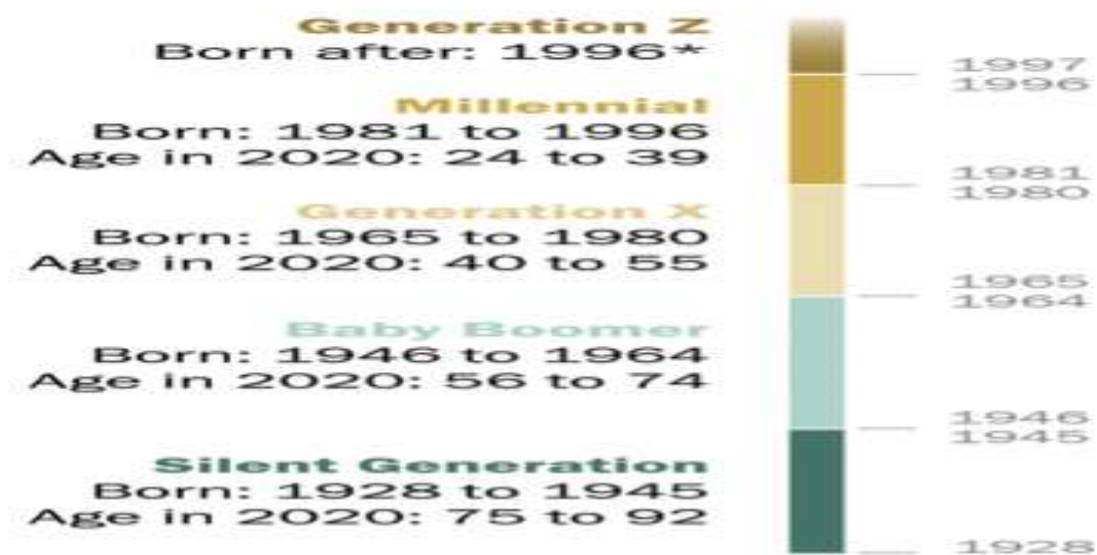 Generation Z
Born after: 1996*
1997
1996
Millennial
Born: 1981 to 1996
Age in 2020: 24 to 39
1981
1980
Generation X
Born: 1965 to 1980
Age in 2020: 40 to 55
1965
1964
Baby Boomer
Born: 1946 to 1964
Age in 2020: 56 to 74
1946
1945
Silent Generation
Born: 1928 to 1945
Age in 2020: 75 to 92
1928